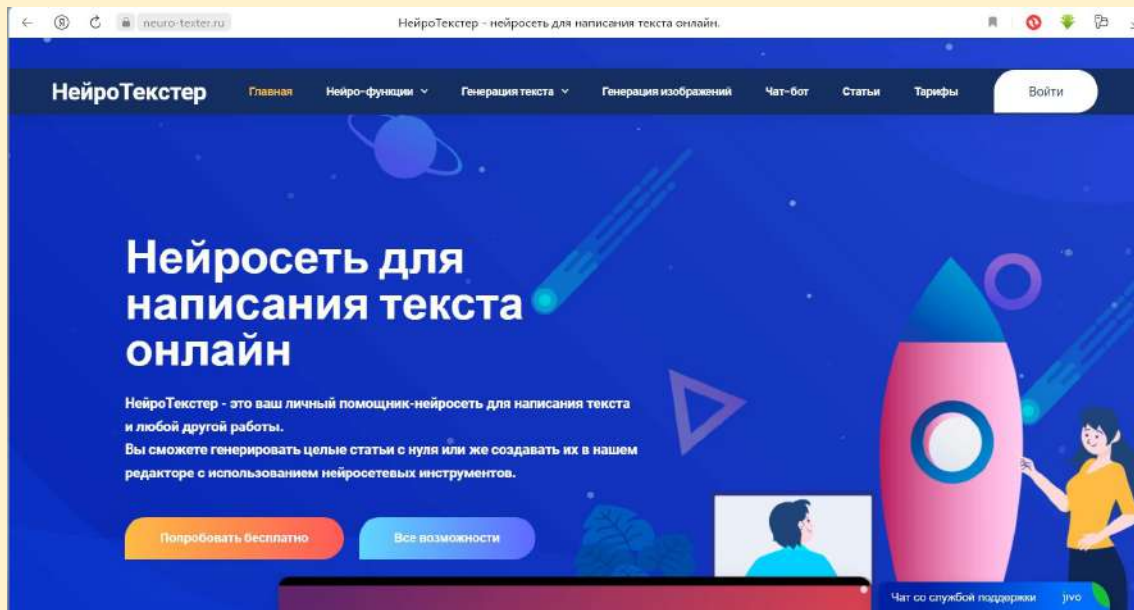 neuro-texter.ru
НейроТекстер - нейросеть для написания текста онлайн.
НейроТекстер Главная Нейро-функции Генерация текста Генерация изображений Чат-бот Статьи Тарифы Войти
Нейросеть для
написания текста
онлайн
НейроТекстер - это ваш личный помощник-нейросеть для написания текста
и любой другой работы.
Вы сможете генерировать целые статьи с нуля или же создавать их в нашем
редакторе с использованием нейросетевых инструментов.
Попробовать бесплатно Все возможности
Чат со службой поддержки jivo